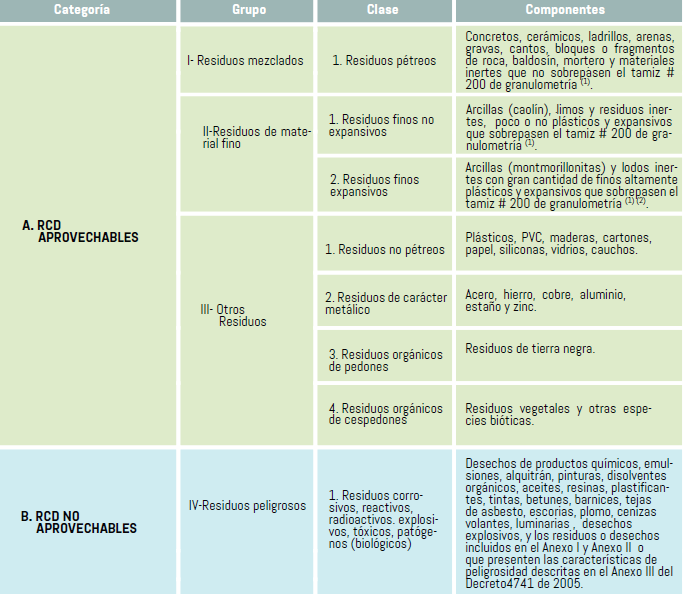 Categoría Grupo Clase Componentes
A. RCD
APROVECHABLES
I- Residuos mezclados
1. Residuos pétreos
Concretos, cerámicos, ladrillos, arenas,
gravas, cantos, bloques o fragmentos
de roca, baldosín, mortero y materiales
inertes que no sobrepasen el tamiz #
200 de granulometría (1).
II-Residuos de mate-
rial fino
1. Residuos finos no
expansivos
Arcillas (caolín), limos y residuos iner-
tes, poco o no plásticos y expansivos
que sobrepasen el tamiz # 200 de gra-
nulometría (1).
2. Residuos finos
expansivos
Arcillas (montmorillonitas) y lodos iner-
tes con gran cantidad de finos altamente
plásticos y expansivos que sobrepasen el
tamiz # 200 de granulometría (1) (2).
III- Otros
Residuos
1. Residuos no pétreos
Plásticos, PVC, maderas, cartones,
papel, siliconas, vidrios, cauchos.
2. Residuos de carácter
metálico
Acero, hierro, cobre, aluminio,
estaño y zinc.
3. Residuos orgánicos
de pedones
Residuos de tierra negra.
4. Residuos orgánicos
de cespedones
Residuos vegetales y otras espe-
cies bióticas.
B. RCD NO
APROVECHABLES
IV-Residuos peligrosos
1. Residuos corro-
sivos, reactivos,
radioactivos. explosi-
vos, tóxicos, patóge-
nos (biológicos)
Desechos de productos químicos, emul-
siones, alquitrán, pinturas, disolventes
orgánicos, aceites, resinas, plastifican-
tes, tintas, betunes, barnices, tejas
de asbesto, escorias, plomo, cenizas
volantes, luminarias , desechos
explosivos, y los residuos o desechos
incluidos en el Anexo I y Anexo II o
que presenten las características de
peligrosidad descritas en el Anexo III del
Decreto4741 de 2005.